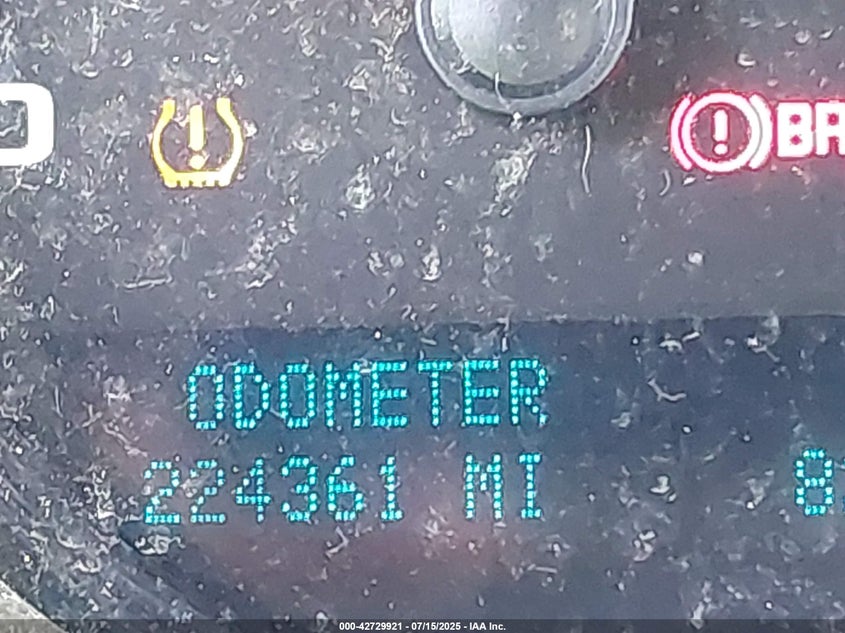 ODOMETER
224361 MI
000-42729921 - 07/15/2025 - IAA Inc.